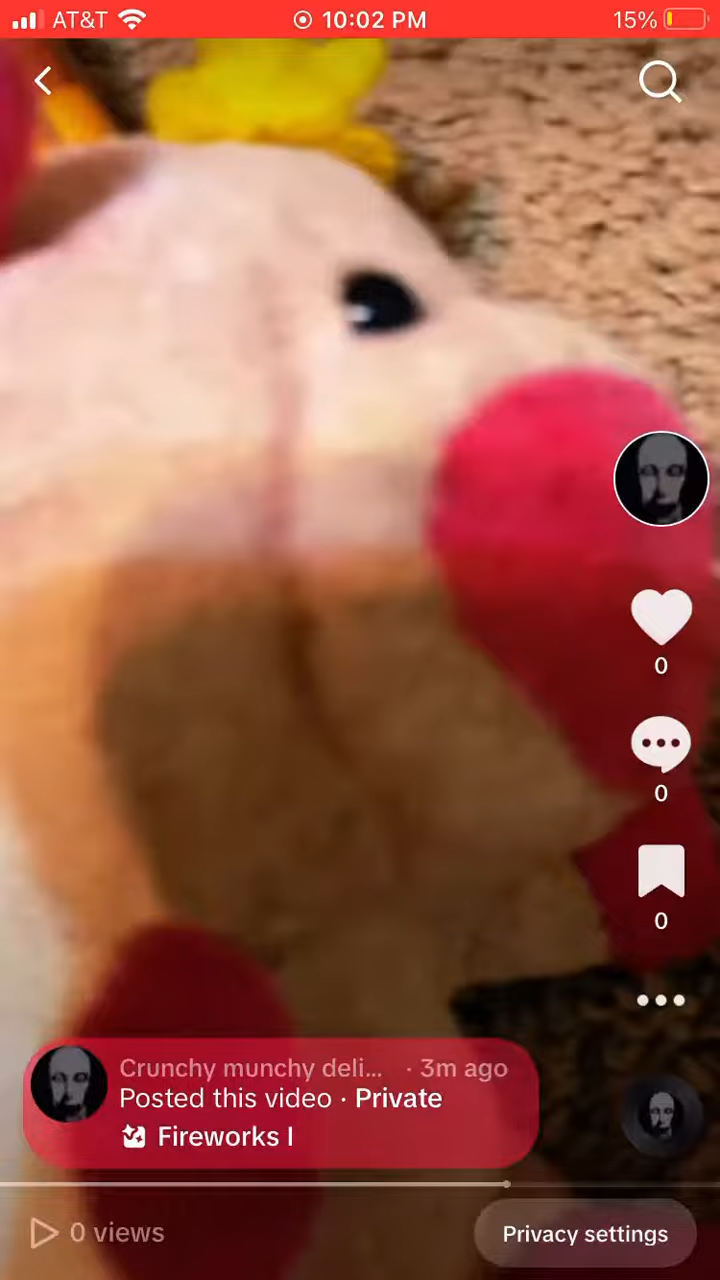 AT&T 10:02 PM 15%
0
0
0
Crunchy munchy deli... · 3m ago
Posted this video · Private
Fireworks I
0 views
Privacy settings